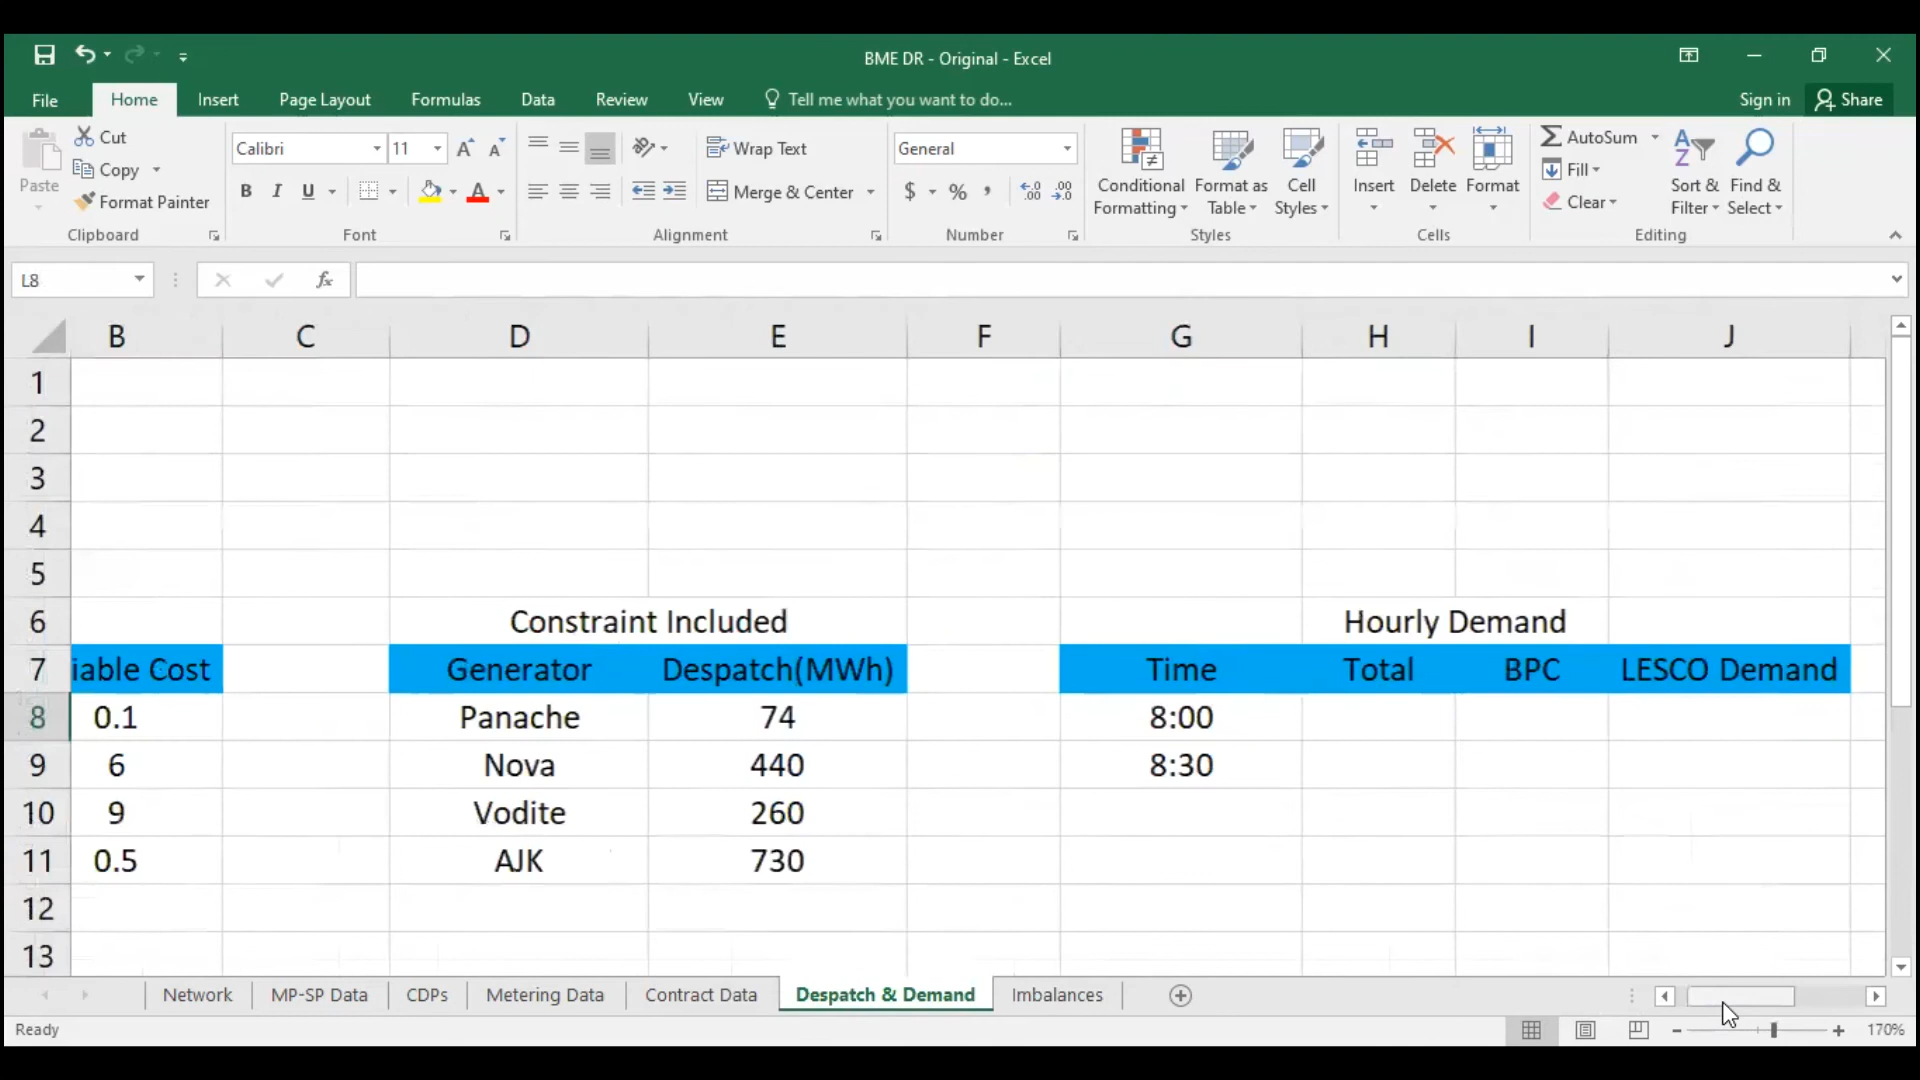 BME DR - Original - Excel
File Home Insert Page Layout Formulas Data Review View Tell me what you want to do... Sign in Share
Paste Cut Copy Format Painter Clipboard
Calibri 11 B I U A Font
Wrap Text Merge & Center Alignment
General $ % , Number
Conditional Formatting Format as Table Cell Styles Styles
Insert Delete Format Cells
AutoSum Fill Clear Sort & Filter Find & Select Editing
L8 fx
B C D E F G H I J
1
2
3
4
5
6 Constraint Included Hourly Demand
7 iable Cost Generator Despatch(MWh) Time Total BPC LESCO Demand
8 0.1 Panache 74 8:00
9 6 Nova 440 8:30
10 9 Vodite 260
11 0.5 AJK 730
12
13
Network MP-SP Data CDPs Metering Data Contract Data Despatch & Demand Imbalances
Ready 170%